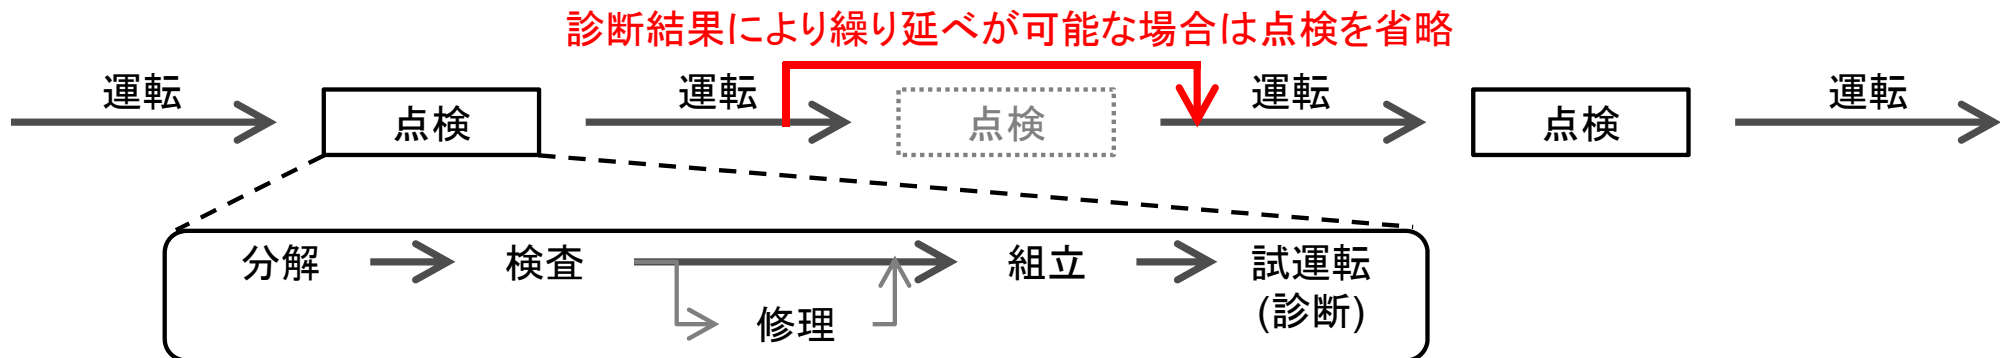 診断結果により繰り延べが可能な場合は点検を省略
運転
点検
運転
点検
運転
点検
運転
分解
検査
修理
組立
試運転
(診断)